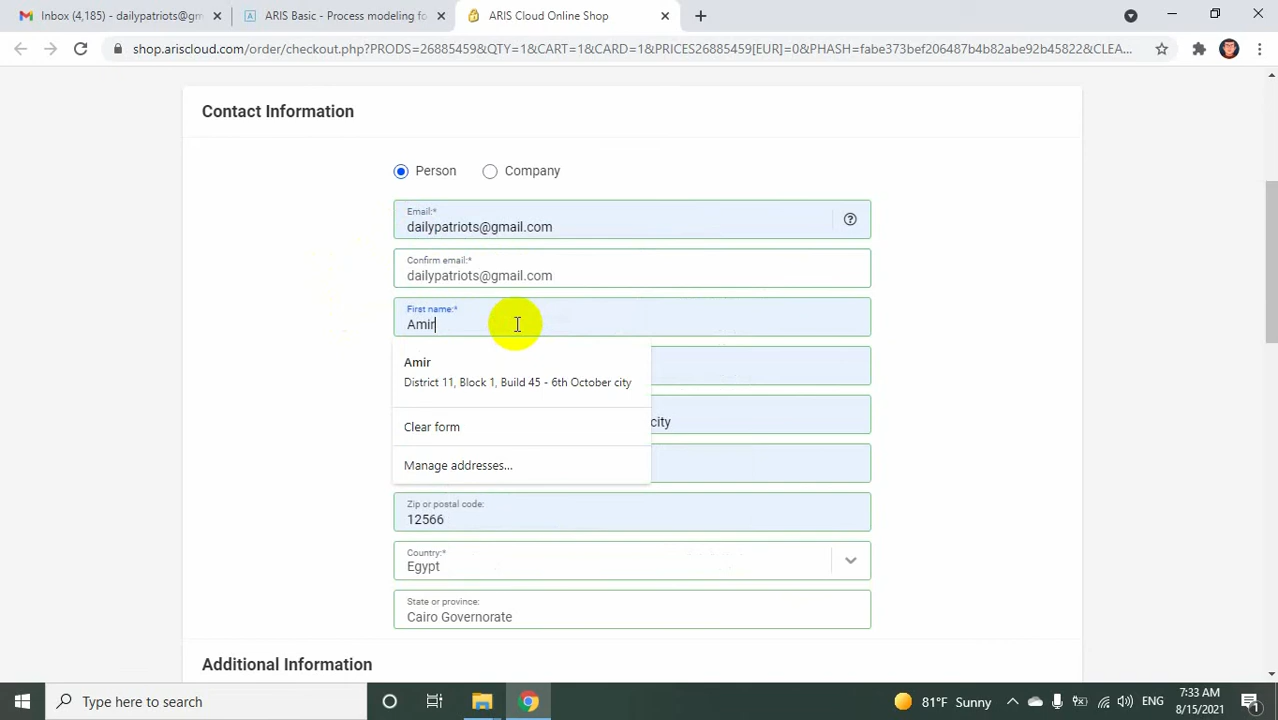 Inbox (4,185) - dailypatriots@gm
ARIS Basic - Process modeling fo
ARIS Cloud Online Shop
shop.ariscloud.com/order/checkout.php?PRODS=26885459&QTY=1&CART=1&CARD=1&PRICES26885459[EUR]=0&PHASH=fabe373bef206487b4b82abe92b45822&CLEA...
Contact Information
Person
Company
Email:*
dailypatriots@gmail.com
Confirm email:*
dailypatriots@gmail.com
First name:*
Amir
Amir
District 11, Block 1, Build 45 - 6th October city
city
Clear form
Manage addresses...
Zip or postal code:
12566
Country:*
Egypt
State or province:
Cairo Governorate
Additional Information
Type here to search
81°F Sunny
ENG
7:33 AM
8/15/2021
1